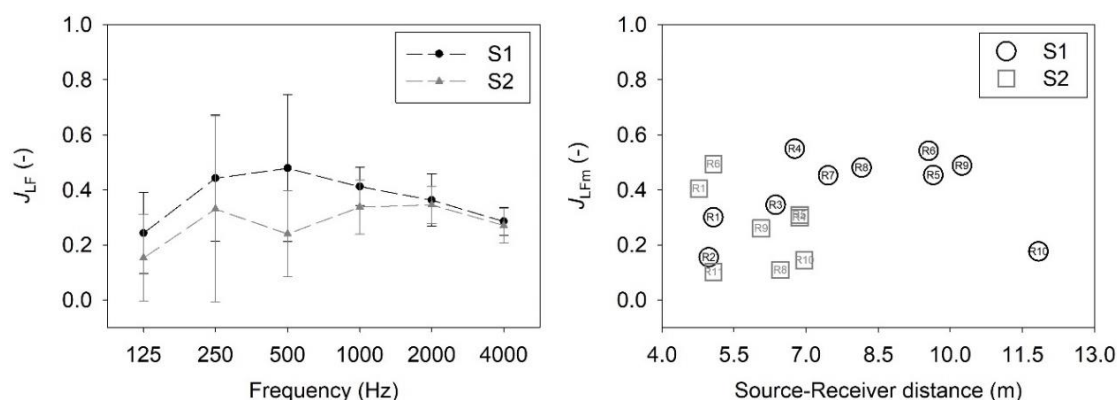 1.0
0.8
0.6
0.4
0.2
0.0
J_LF (-)
S1
S2
125 250 500 1000 2000 4000
Frequency (Hz)
1.0
0.8
0.6
0.4
0.2
0.0
J_LFm (-)
S1
S2
R6
R1
R4
R7
R8
R6
R5
R9
R3
R1
R9
R2
R11
R8
R10
R10
4.0 5.5 7.0 8.5 10.0 11.5 13.0
Source-Receiver distance (m)